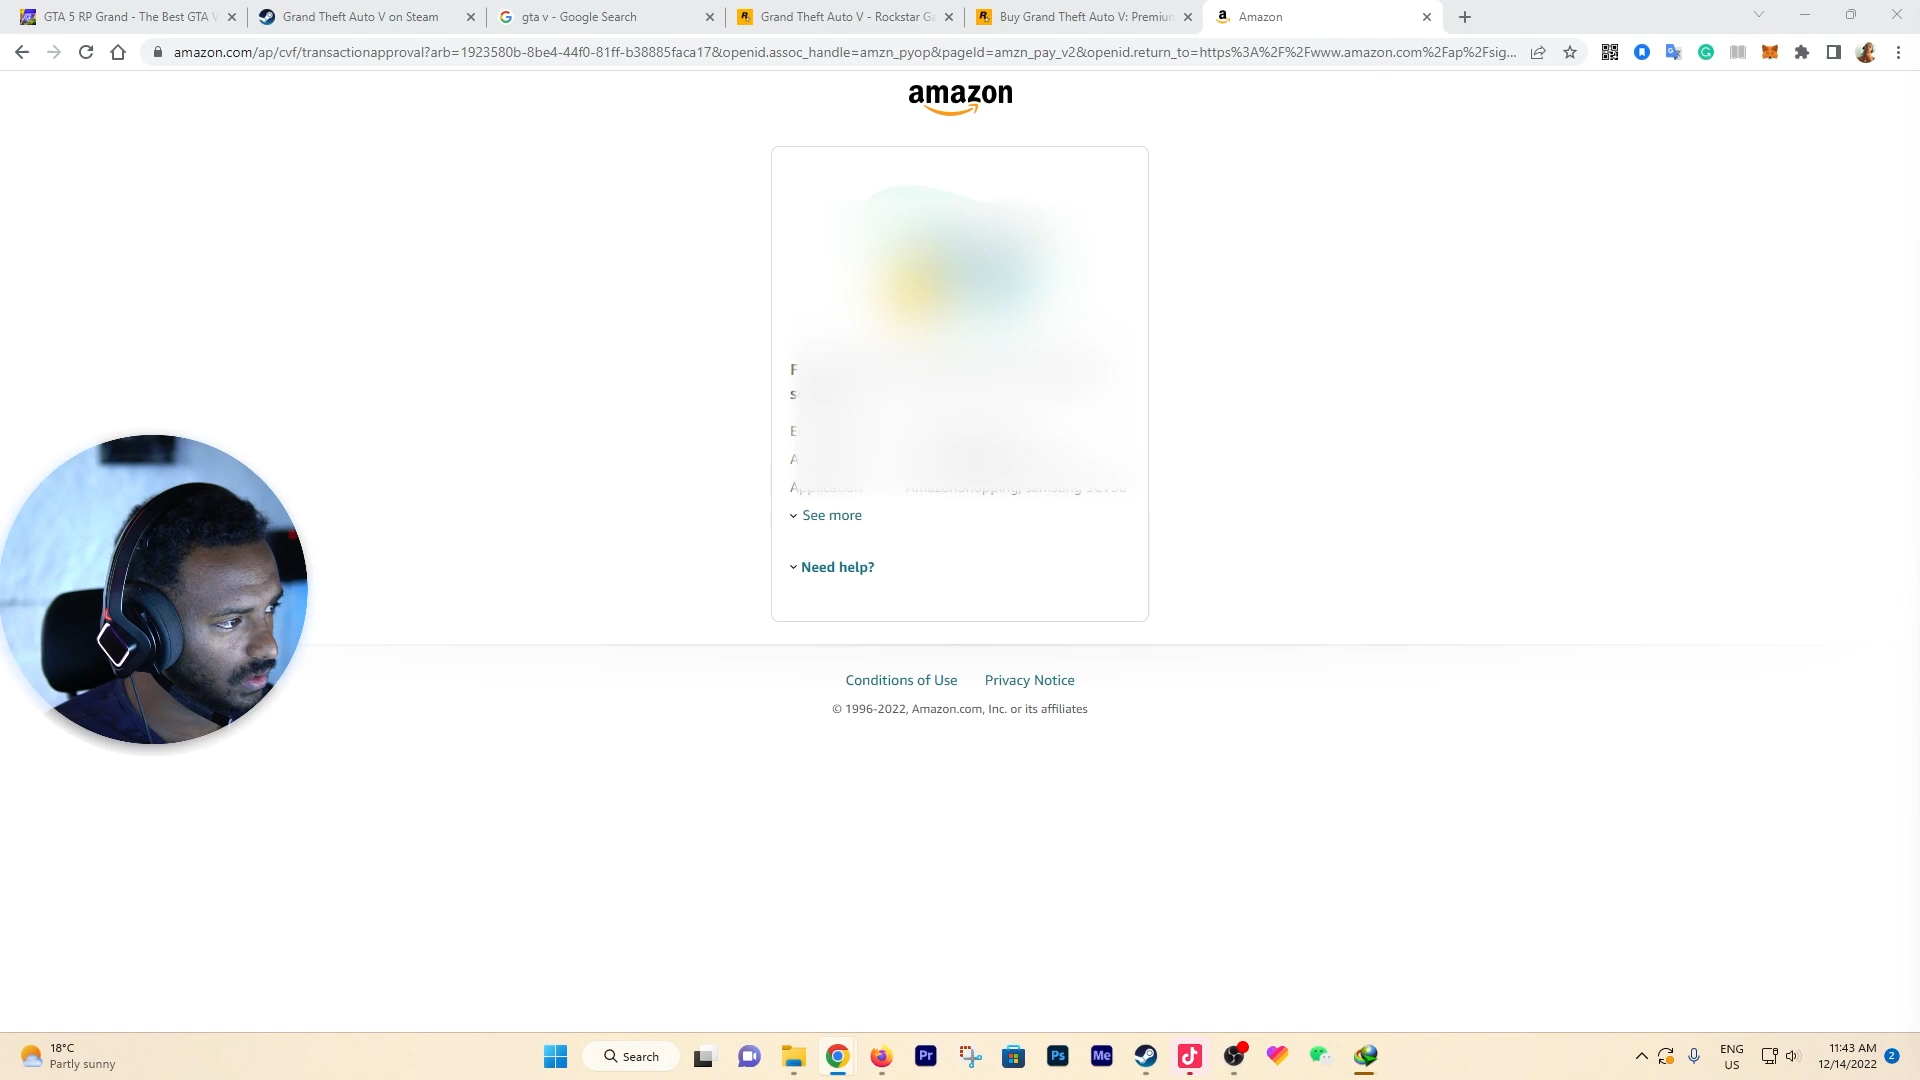 GTA 5 RP Grand - The Best GTA V
Grand Theft Auto V on Steam
gta v - Google Search
Grand Theft Auto V - Rockstar Ga
Buy Grand Theft Auto V: Premium
Amazon
amazon.com/ap/cvf/transactionapproval?arb=1923580b-8be4-44f0-81ff-b38885faca17&openid.assoc_handle=amzn_pyop&pageId=amzn_pay_v2&openid.return_to=https%3A%2F%2Fwww.amazon.com%2Fap%2Fsig...
amazon
Application
See more
Need help?
Conditions of Use Privacy Notice
© 1996-2022, Amazon.com, Inc. or its affiliates
18°C
Partly sunny
Search
Pr
Ps
Me
ENG
US
11:43 AM
12/14/2022
2